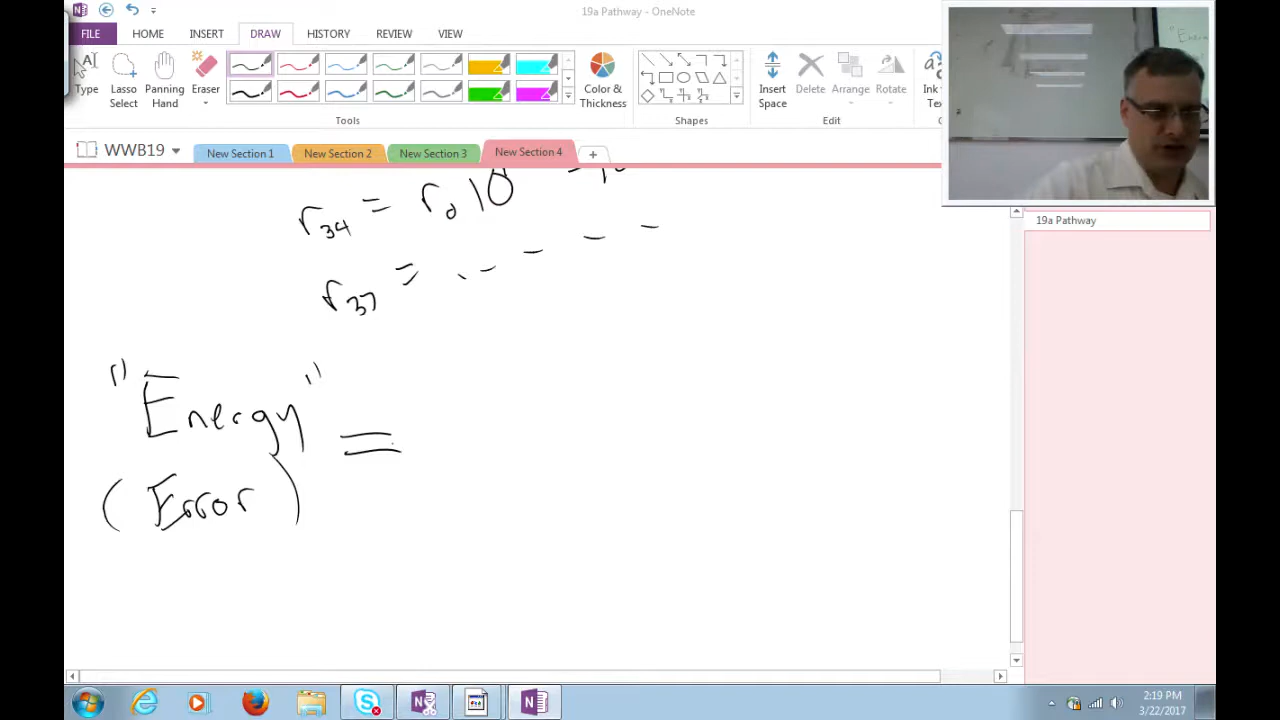 19a Pathway - OneNote
FILE HOME INSERT DRAW HISTORY REVIEW VIEW
Type
Lasso Select
Panning Hand
Eraser
Color & Thickness
Insert Space
Delete
Arrange
Rotate
Ink to
Tools
Shapes
Edit
WWB19
New Section 1
New Section 2
New Section 3
New Section 4
19a Pathway
r34 = r0 10
r37 = . - - - -
"Energy" =
(Error)
2:19 PM
3/22/2017